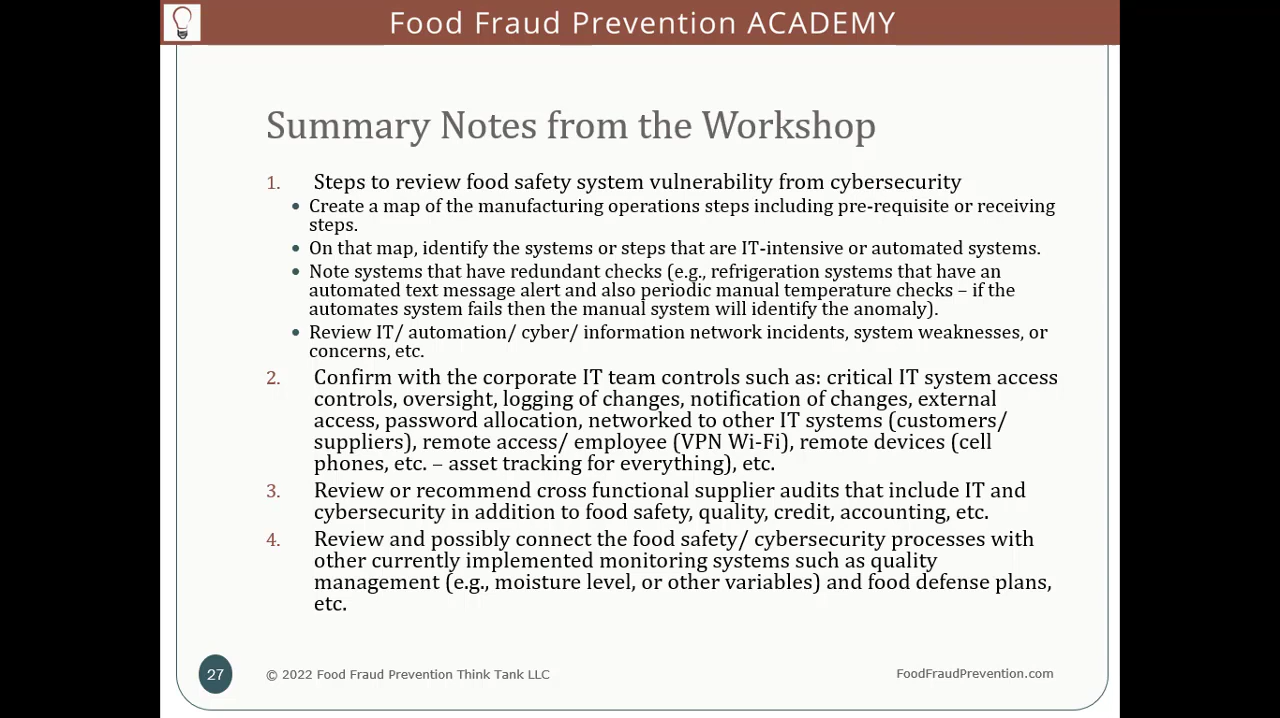 Food Fraud Prevention ACADEMY
Summary Notes from the Workshop
1. Steps to review food safety system vulnerability from cybersecurity
• Create a map of the manufacturing operations steps including pre-requisite or receiving
steps.
• On that map, identify the systems or steps that are IT-intensive or automated systems.
• Note systems that have redundant checks (e.g., refrigeration systems that have an
automated text message alert and also periodic manual temperature checks – if the
automates system fails then the manual system will identify the anomaly).
• Review IT/ automation/ cyber/ information network incidents, system weaknesses, or
concerns, etc.
2. Confirm with the corporate IT team controls such as: critical IT system access
controls, oversight, logging of changes, notification of changes, external
access, password allocation, networked to other IT systems (customers/
suppliers), remote access/ employee (VPN Wi-Fi), remote devices (cell
phones, etc. – asset tracking for everything), etc.
3. Review or recommend cross functional supplier audits that include IT and
cybersecurity in addition to food safety, quality, credit, accounting, etc.
4. Review and possibly connect the food safety/ cybersecurity processes with
other currently implemented monitoring systems such as quality
management (e.g., moisture level, or other variables) and food defense plans,
etc.
27 © 2022 Food Fraud Prevention Think Tank LLC FoodFraudPrevention.com